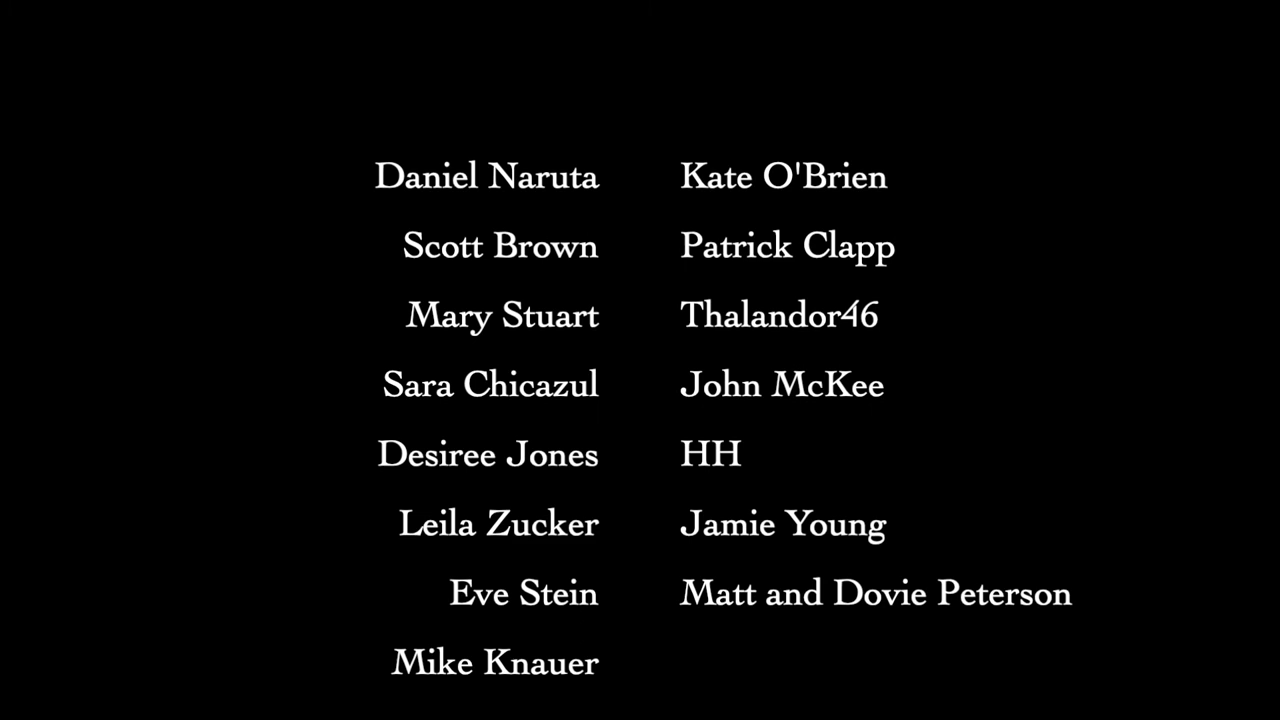 Daniel Naruta Kate O'Brien
Scott Brown Patrick Clapp
Mary Stuart Thalandor46
Sara Chicazul John McKee
Desiree Jones HH
Leila Zucker Jamie Young
Eve Stein Matt and Dovie Peterson
Mike Knauer